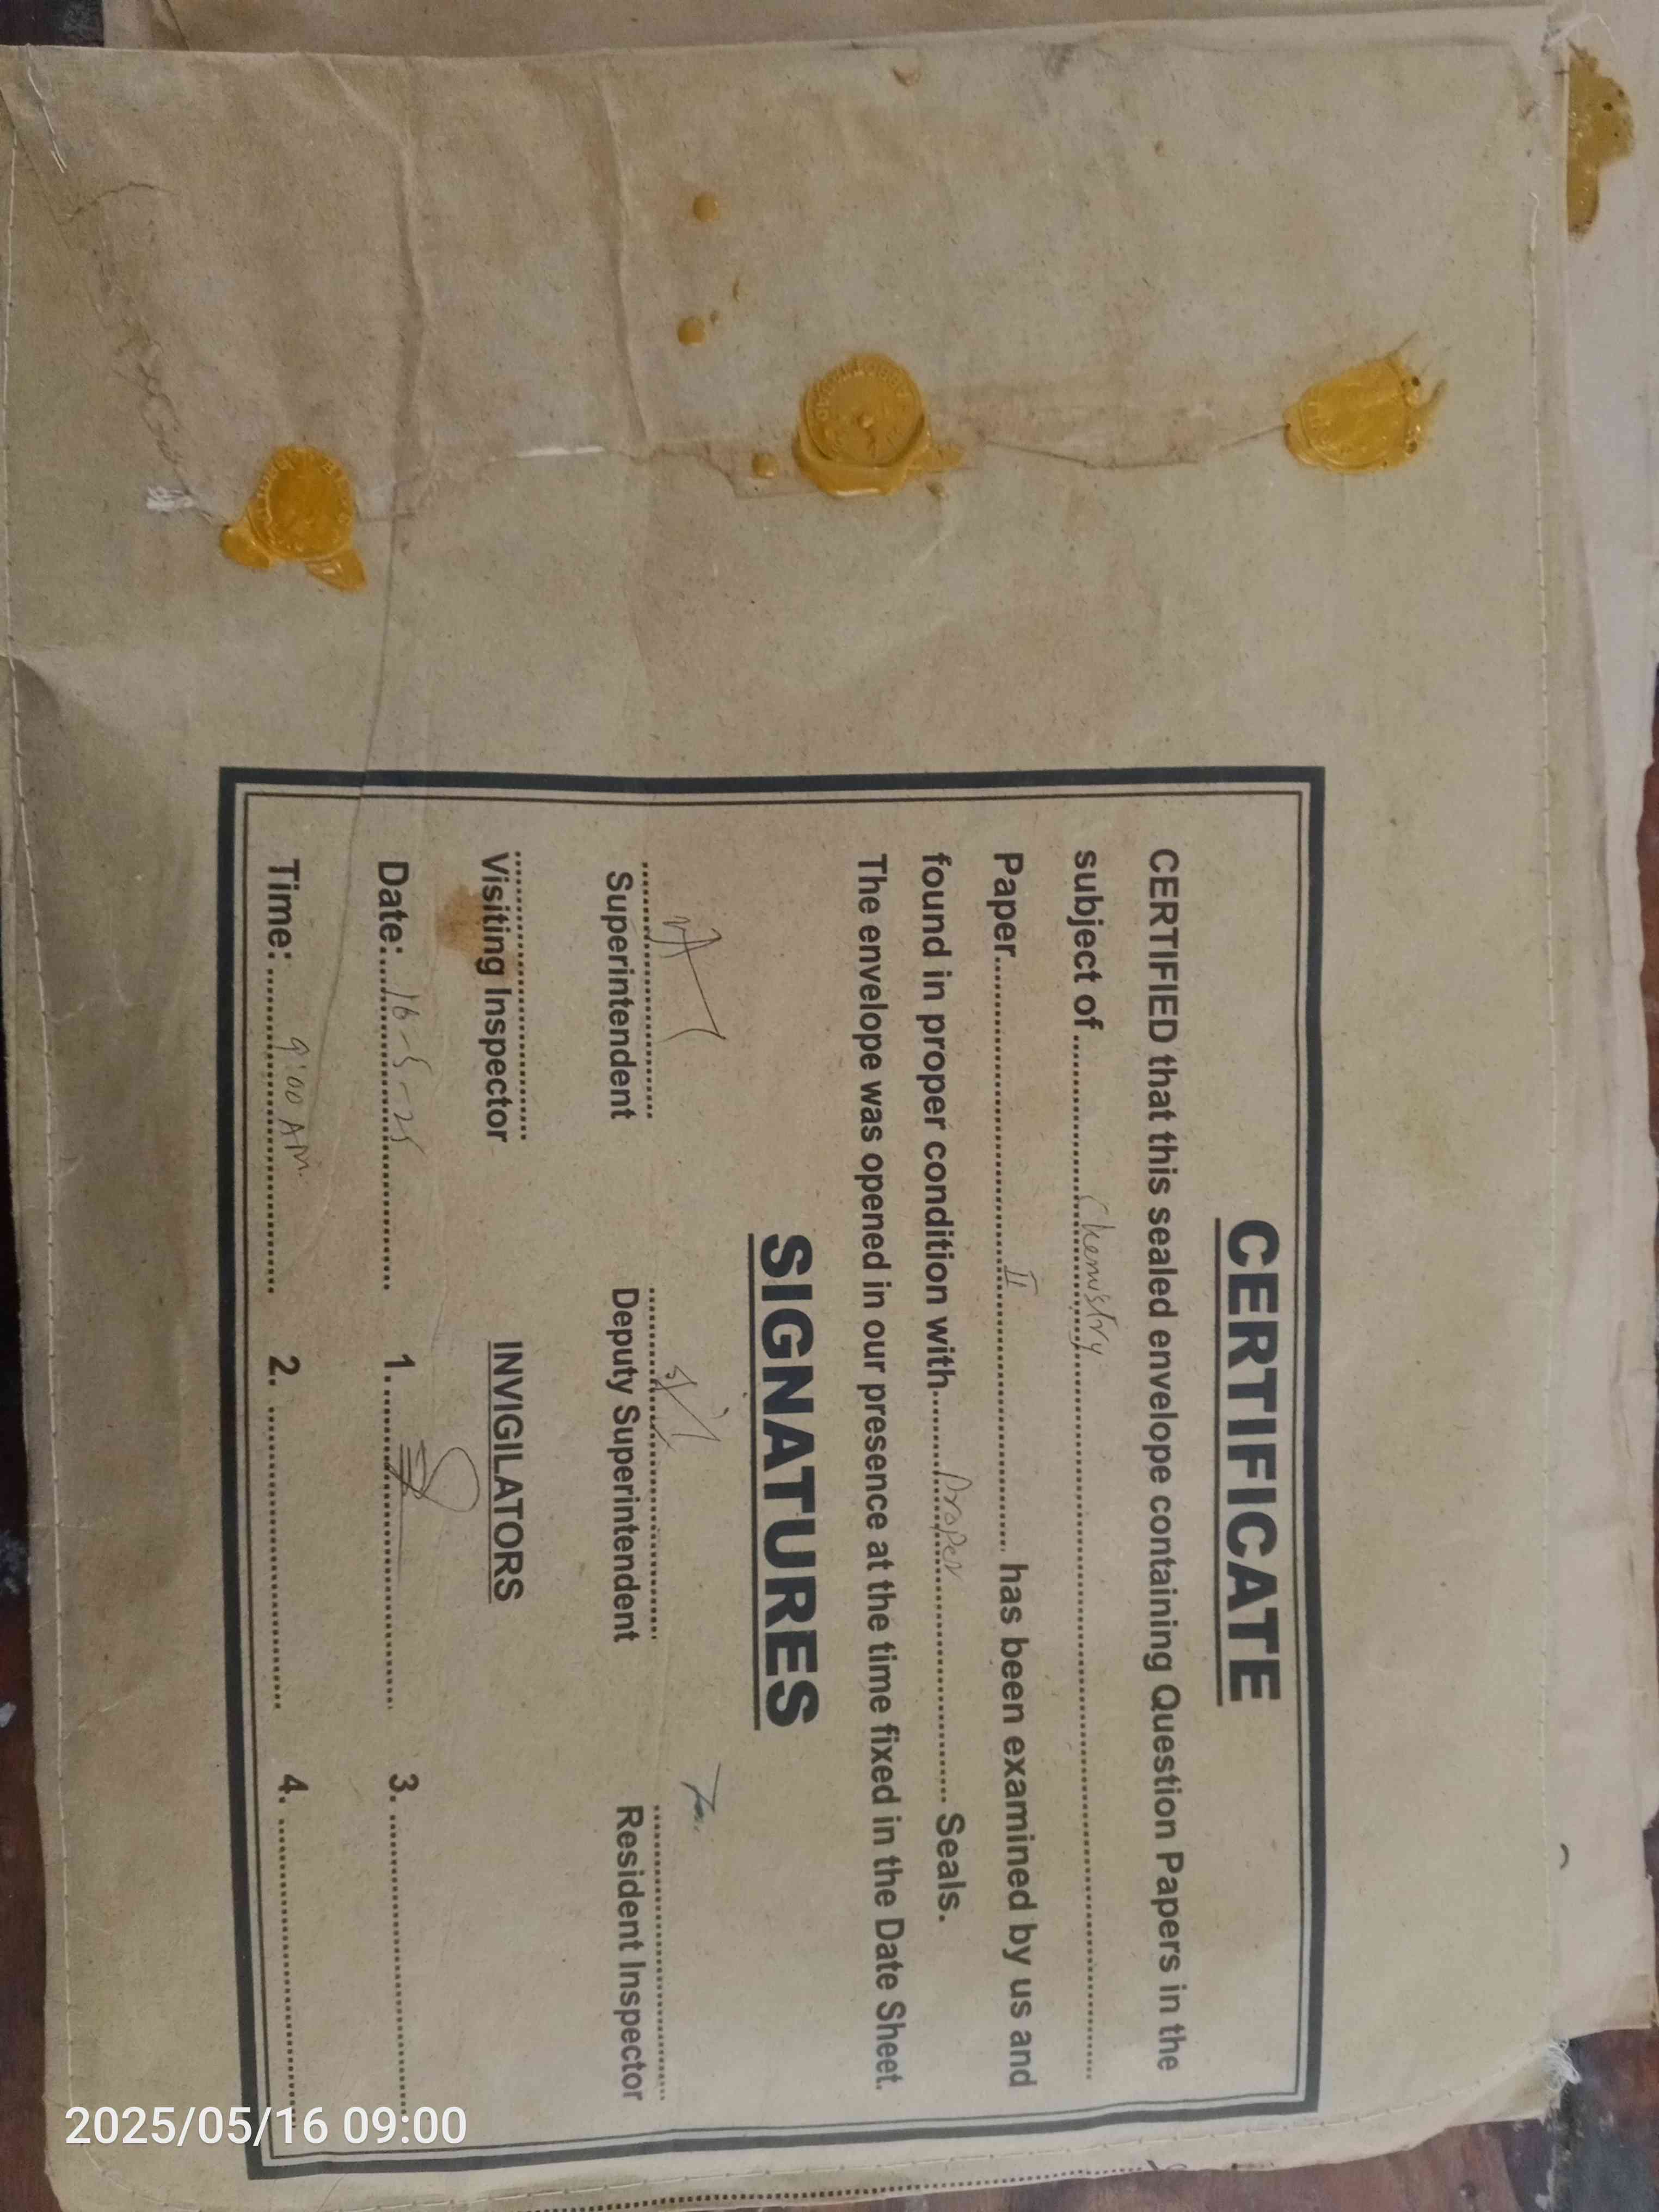 CERTIFICATE
CERTIFIED that this sealed envelope containing Question Papers in the
subject of Chemistry
Paper II has been examined by us and
found in proper condition with Proper Seals.
The envelope was opened in our presence at the time fixed in the Date Sheet.
SIGNATURES
Superintendent Deputy Superintendent Resident Inspector
Visiting Inspector INVIGILATORS
Date: 16-5-25 1. 3.
Time: 9:00 AM. 2. 4.
2025/05/16 09:00